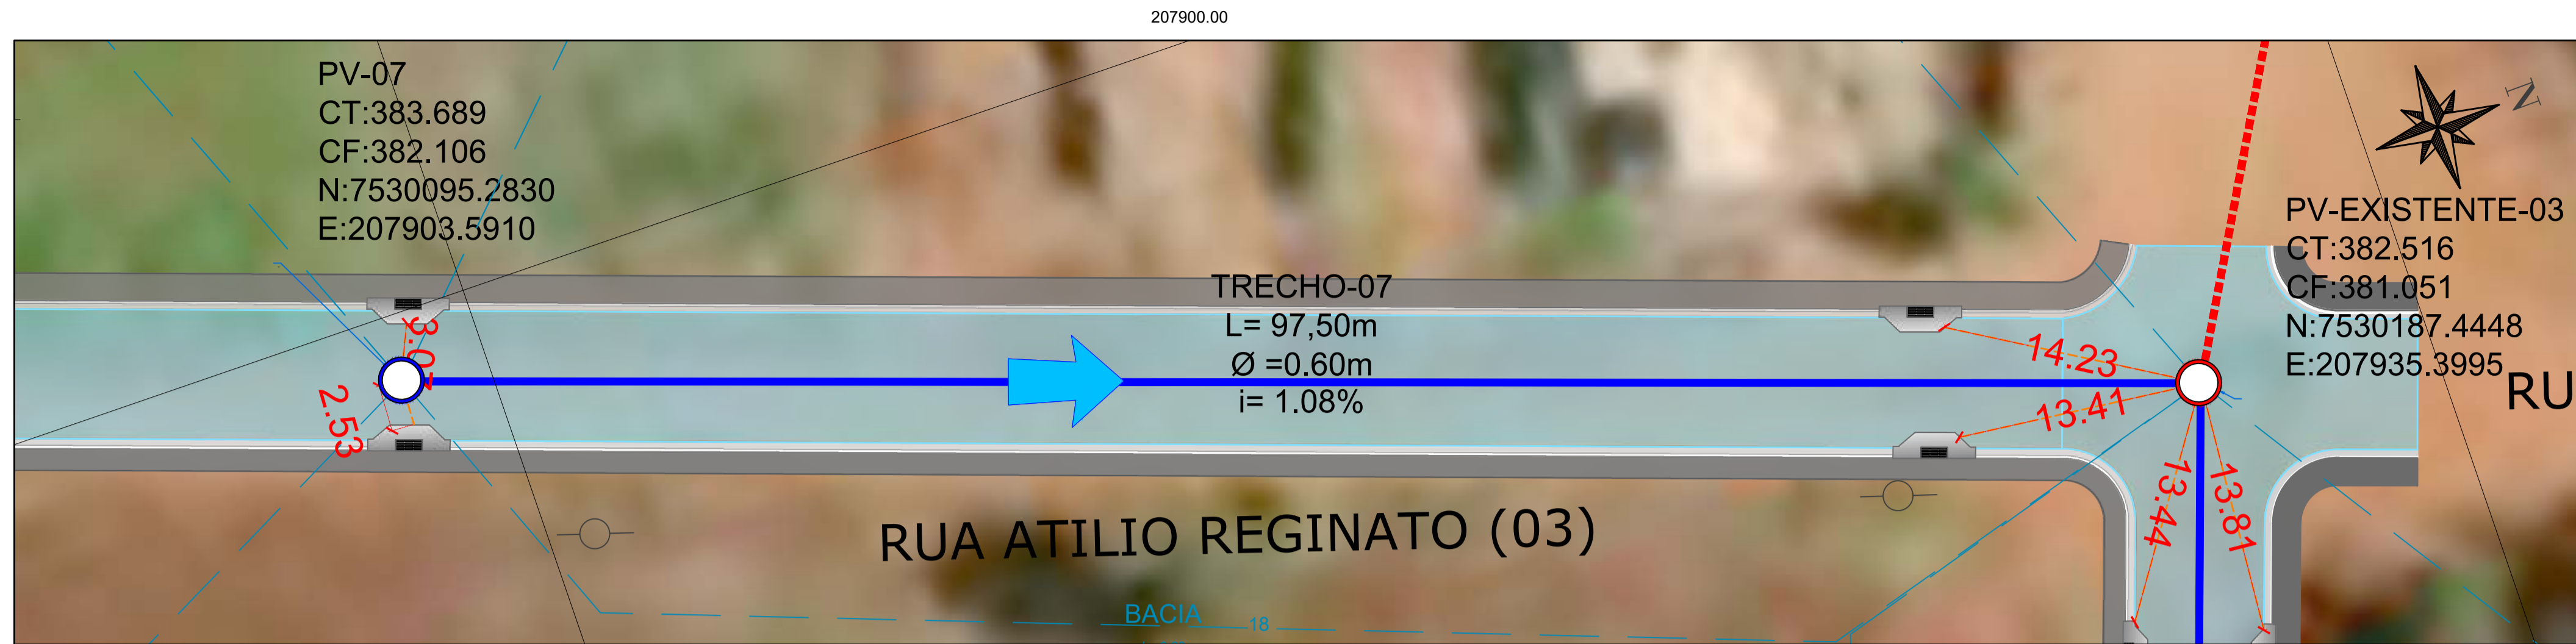 207900.00
PV-07
CT:383.689
CF:382.106
N:7530095.2830
E:207903.5910
N
PV-EXISTENTE-03
CT:382.516
CF:381.051
N:7530187.4448
E:207935.3995
TRECHO-07
L= 97,50m
Ø =0.60m
i= 1.08%
2.53
14.23
13.41
13.44
13.81
RU
RUA ATILIO REGINATO (03)
BACIA
18